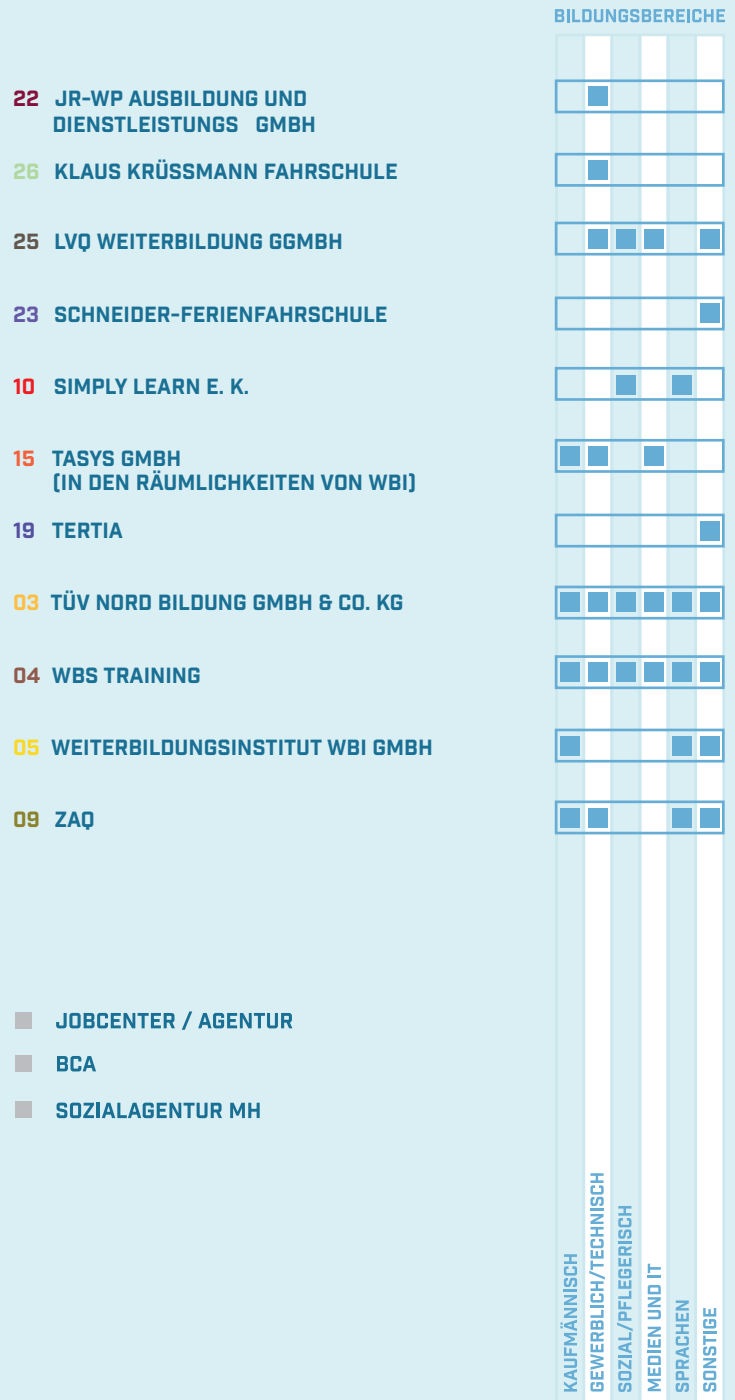 BILDUNGSBEREICHE
22 JR-WP AUSBILDUNG UND
DIENSTLEISTUNGS GMBH
26 KLAUS KRÜSSMANN FAHRSCHULE
25 LVQ WEITERBILDUNG GGMBH
23 SCHNEIDER-FERIENFAHRSCHULE
10 SIMPLY LEARN E. K.
15 TASYS GMBH
(IN DEN RÄUMLICHKEITEN VON WBI)
19 TERTIA
03 TÜV NORD BILDUNG GMBH & CO. KG
04 WBS TRAINING
05 WEITERBILDUNGSINSTITUT WBI GMBH
09 ZAQ
JOBCENTER / AGENTUR
BCA
SOZIALAGENTUR MH
KAUFMÄNNISCH
GEWERBLICH/TECHNISCH
SOZIAL/PFLEGERISCH
MEDIEN UND IT
SPRACHEN
SONSTIGE